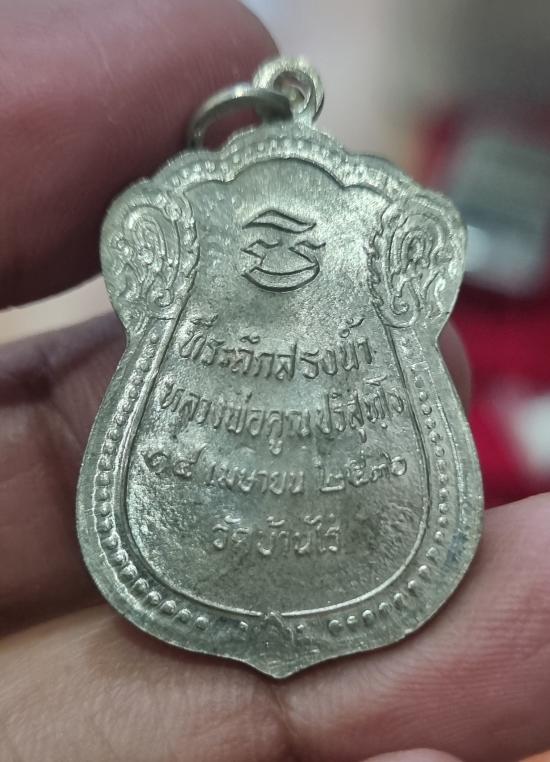 ที่ระลึกสรงน้ำ
หลวงพ่อคูณ ปริสุทฺโธ
๑๔ เมษายน ๒๕๓๖
วัดบ้านไร่